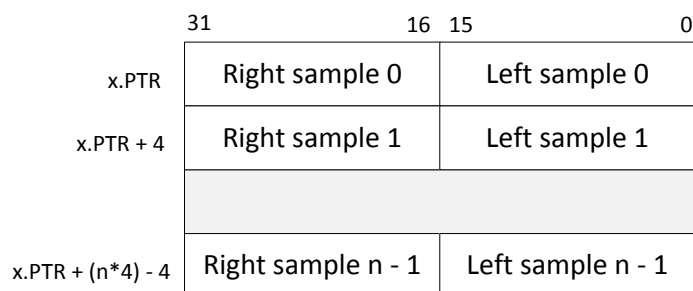 31 16 15 0
x.PTR Right sample 0 Left sample 0
x.PTR + 4 Right sample 1 Left sample 1
x.PTR + (n*4) - 4 Right sample n - 1 Left sample n - 1